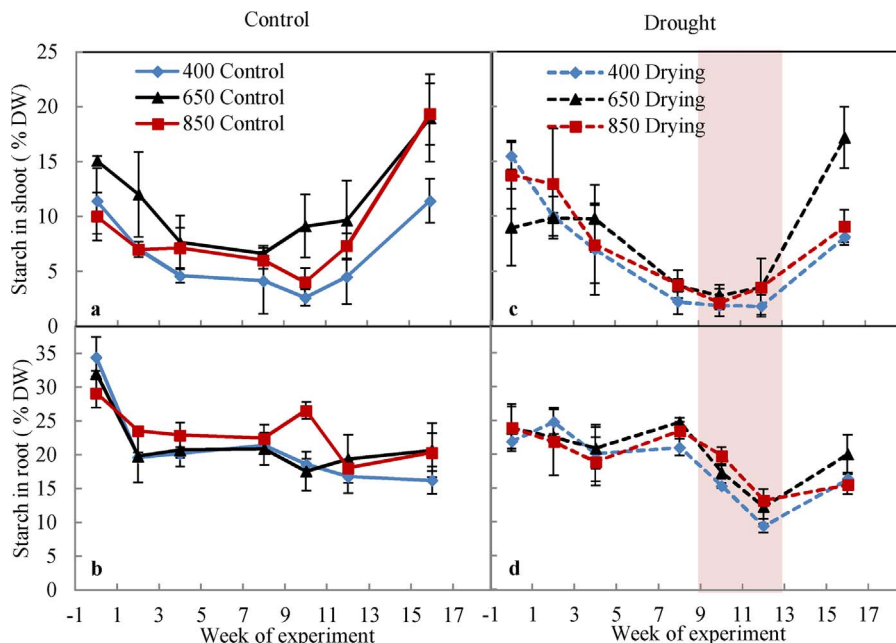 Control
Drought
Starch in shoot ( % DW)
25
20
15
10
5
0
400 Control
650 Control
850 Control
a
400 Drying
650 Drying
850 Drying
c
Starch in root ( % DW)
35
30
25
20
15
10
5
0
b
d
-1 1 3 5 7 9 11 13 15 17
Week of experiment
-1 1 3 5 7 9 11 13 15 17
Week of experiment